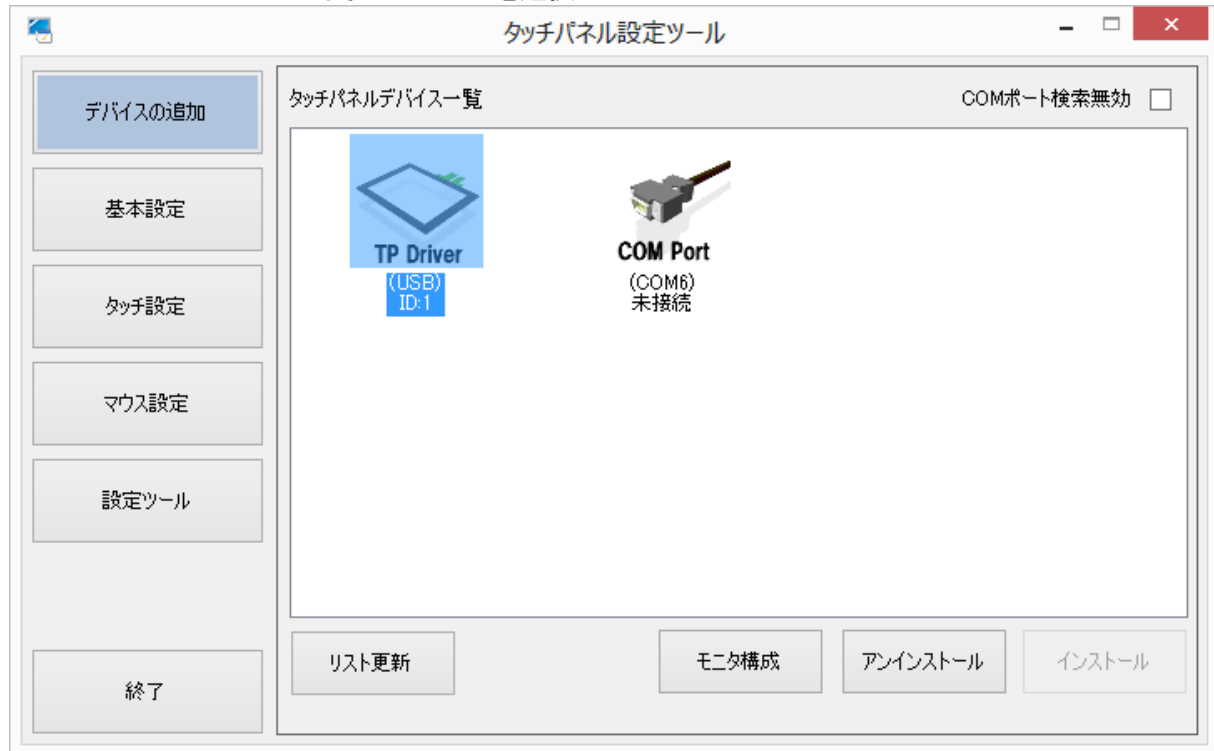 タッチパネル設定ツール
デバイスの追加
基本設定
タッチ設定
マウス設定
設定ツール
終了
タッチパネルデバイス一覧
COMポート検索無効
TP Driver
(USB)
ID:1
COM Port
(COM6)
未接続
リスト更新
モニタ構成
アンインストール
インストール